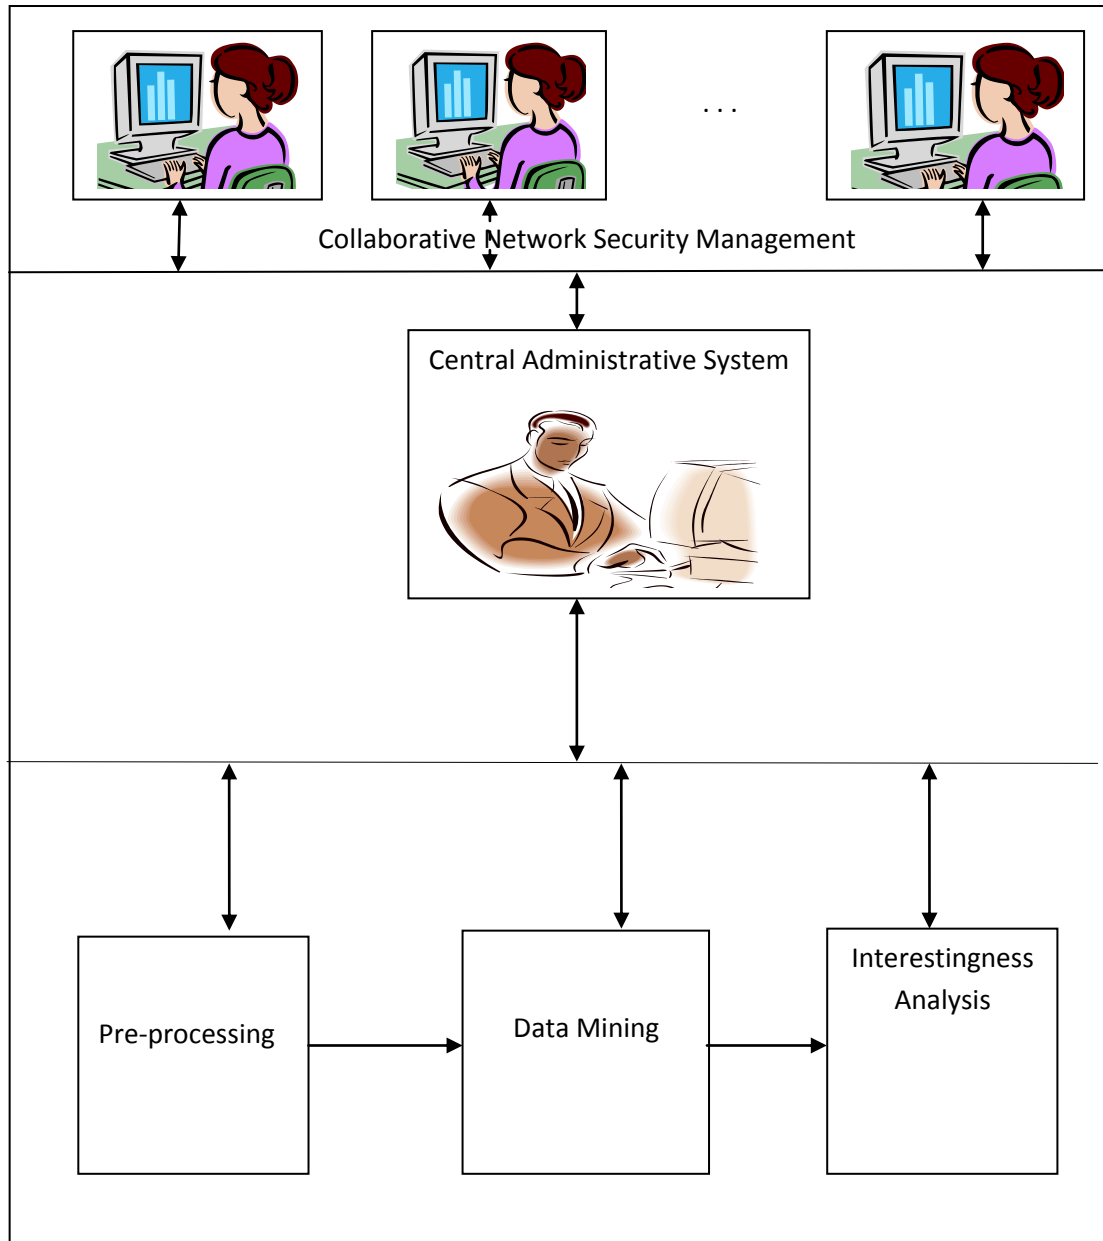 . . .
Collaborative Network Security Management
Central Administrative System
Pre-processing
Data Mining
Interestingness
Analysis